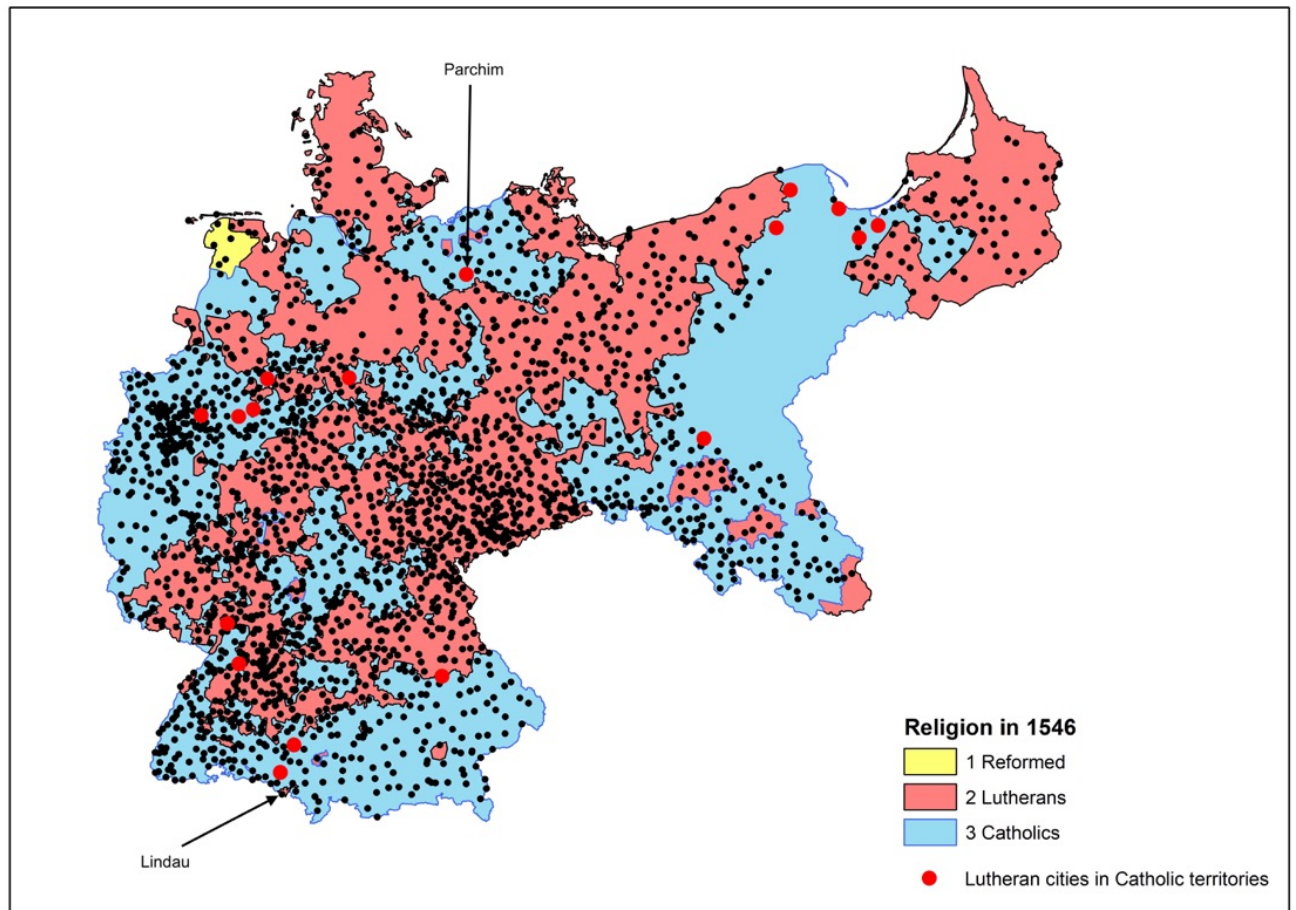 Parchim
Lindau
Religion in 1546
1 Reformed
2 Lutherans
3 Catholics
Lutheran cities in Catholic territories